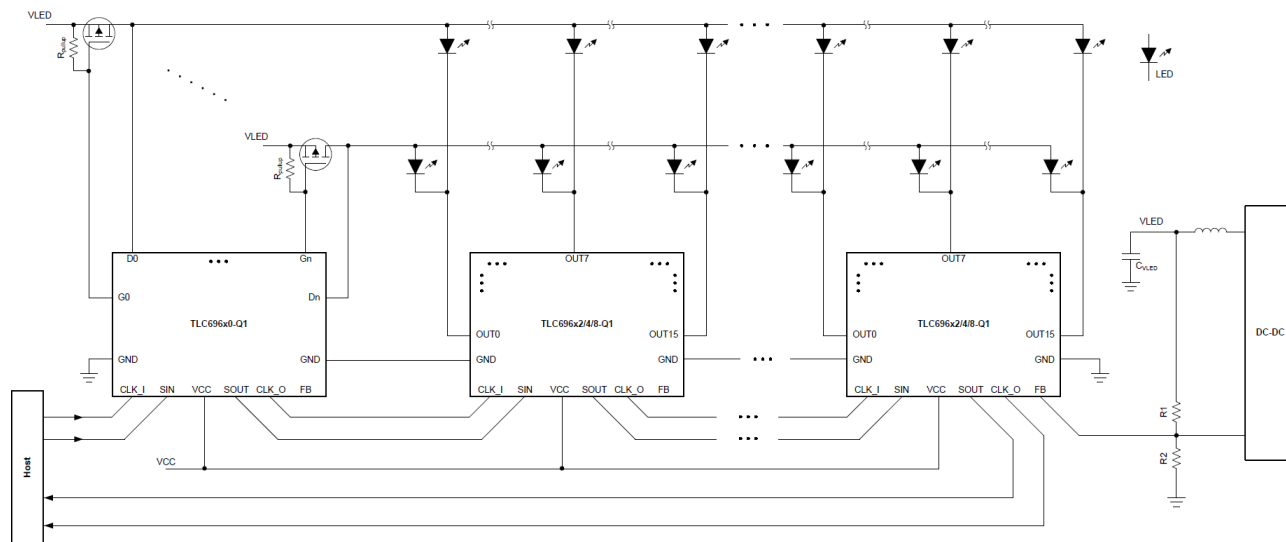 VLED
Rpullup
LED
VLED
Rpullup
VLED
CVLED
D0
Gn
OUT7
OUT7
G0
Dn
TLC696x0-Q1
TLC696x2/4/8-Q1
TLC696x2/4/8-Q1
DC-DC
OUT0
OUT15
OUT0
OUT15
GND
GND
GND
GND
GND
GND
CLK_I
SIN
VCC
SOUT
CLK_O
FB
CLK_I
SIN
VCC
SOUT
CLK_O
FB
CLK_I
SIN
VCC
SOUT
CLK_O
FB
R1
R2
VCC
Host